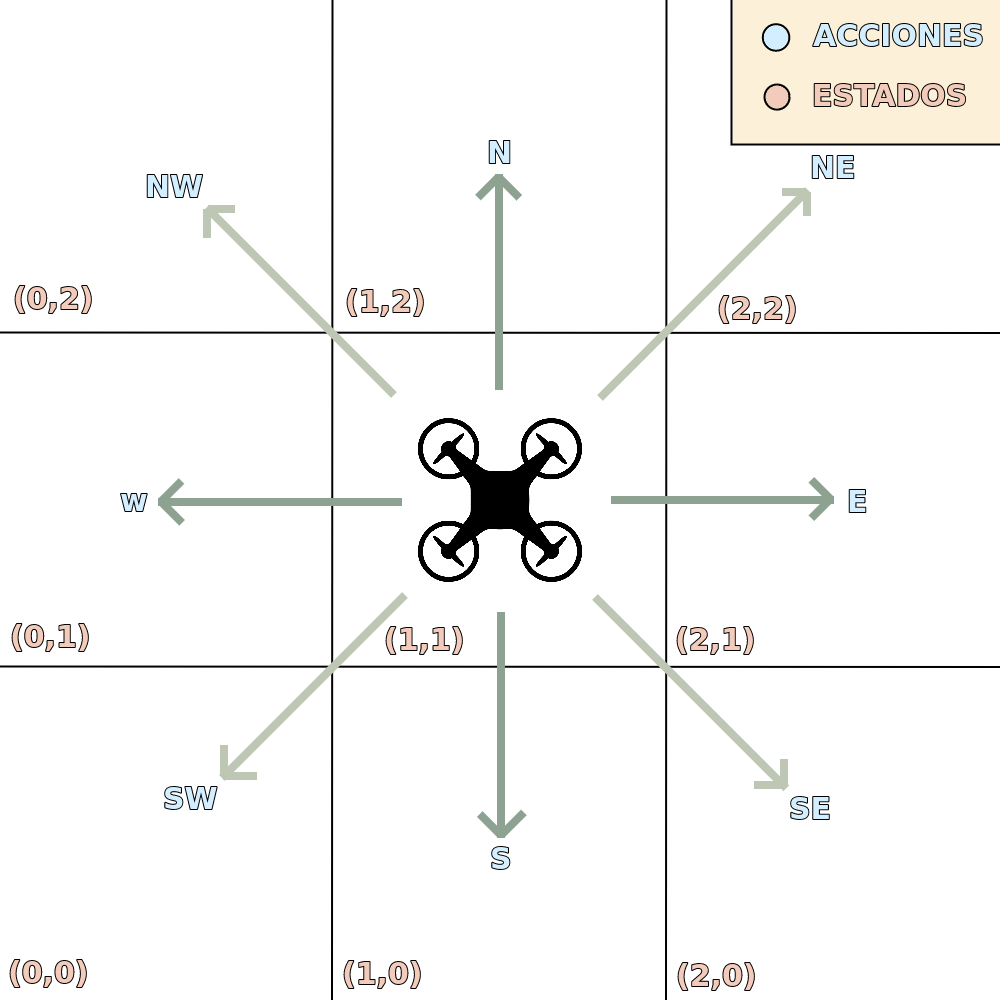 ACCIONES
ESTADOS
N
NE
NW
(0,2)
(1,2)
(2,2)
w
E
(0,1)
(1,1)
(2,1)
SW
SE
S
(0,0)
(1,0)
(2,0)